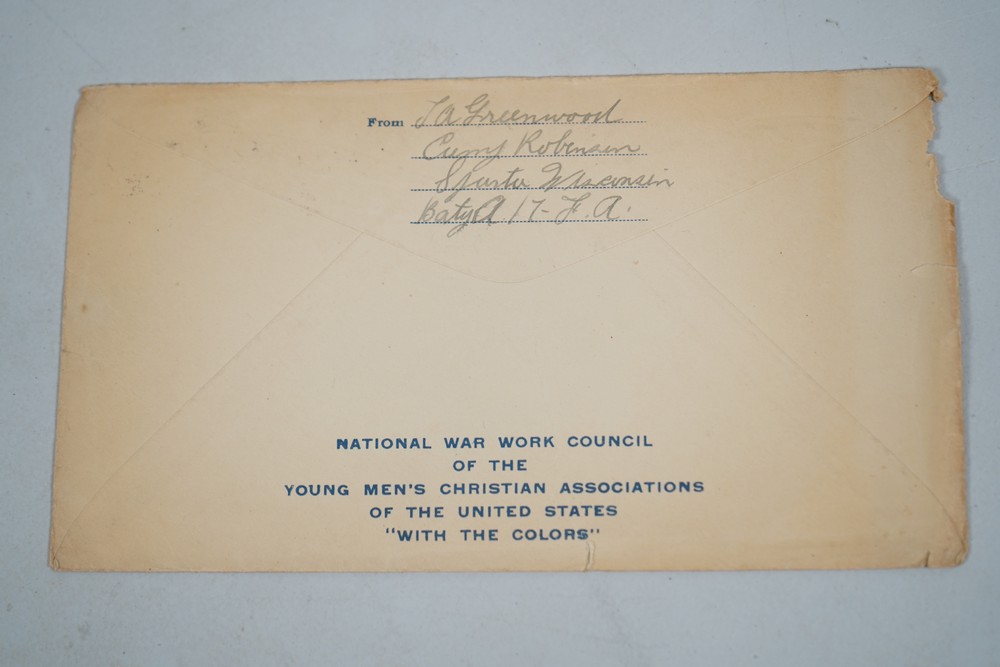 From J A Greenwood
Camp Robinson
Sparta Wisconsin
Baty A 17- F. A.
NATIONAL WAR WORK COUNCIL
OF THE
YOUNG MEN'S CHRISTIAN ASSOCIATIONS
OF THE UNITED STATES
"WITH THE COLORS"